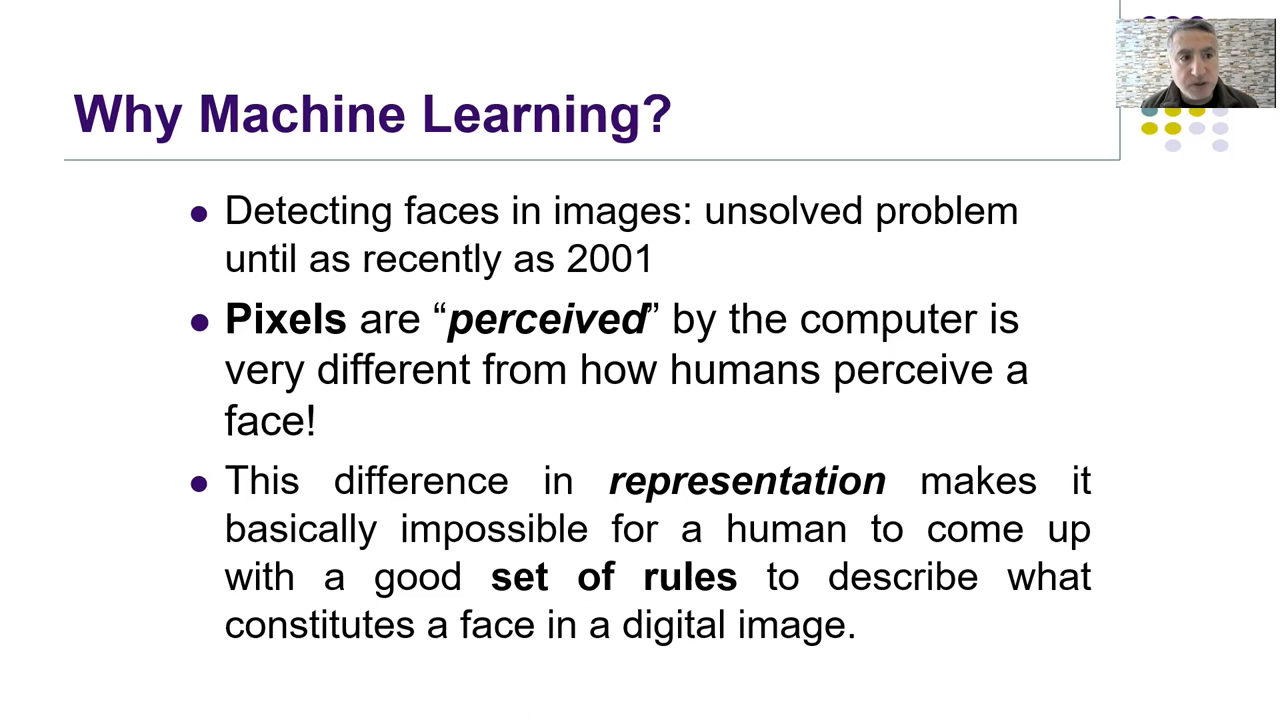 Why Machine Learning?
Detecting faces in images: unsolved problem
until as recently as 2001
Pixels are “perceived” by the computer is
very different from how humans perceive a
face!
This difference in representation makes it
basically impossible for a human to come up
with a good set of rules to describe what
constitutes a face in a digital image.